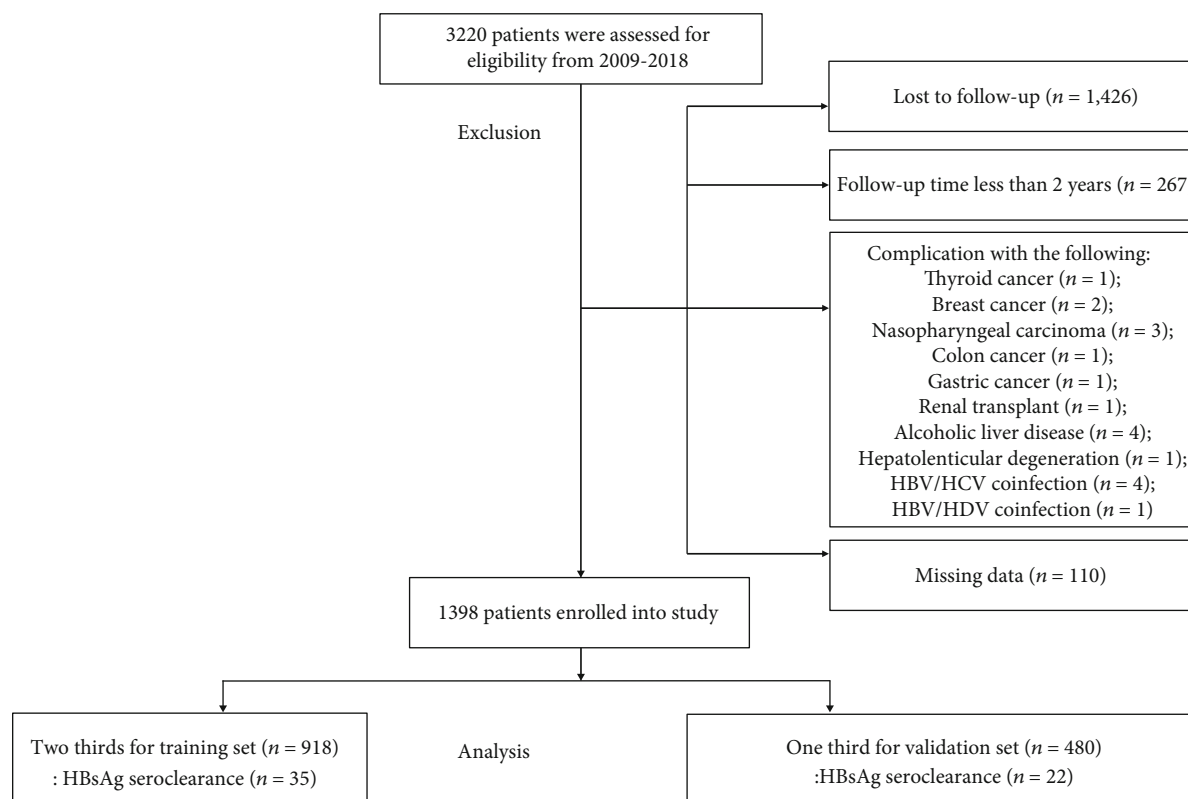 3220 patients were assessed for
eligibility from 2009-2018
Exclusion
Lost to follow-up (n = 1,426)
Follow-up time less than 2 years (n = 267
Complication with the following:
Thyroid cancer (n = 1);
Breast cancer (n = 2);
Nasopharyngeal carcinoma (n = 3);
Colon cancer (n = 1);
Gastric cancer (n = 1);
Renal transplant (n = 1);
Alcoholic liver disease (n = 4);
Hepatolenticular degeneration (n = 1);
HBV/HCV coinfection (n = 4);
HBV/HDV coinfection (n = 1)
Missing data (n = 110)
1398 patients enrolled into study
Two thirds for training set (n = 918)
: HBsAg seroclearance (n = 35)
Analysis
One third for validation set (n = 480)
:HBsAg seroclearance (n = 22)